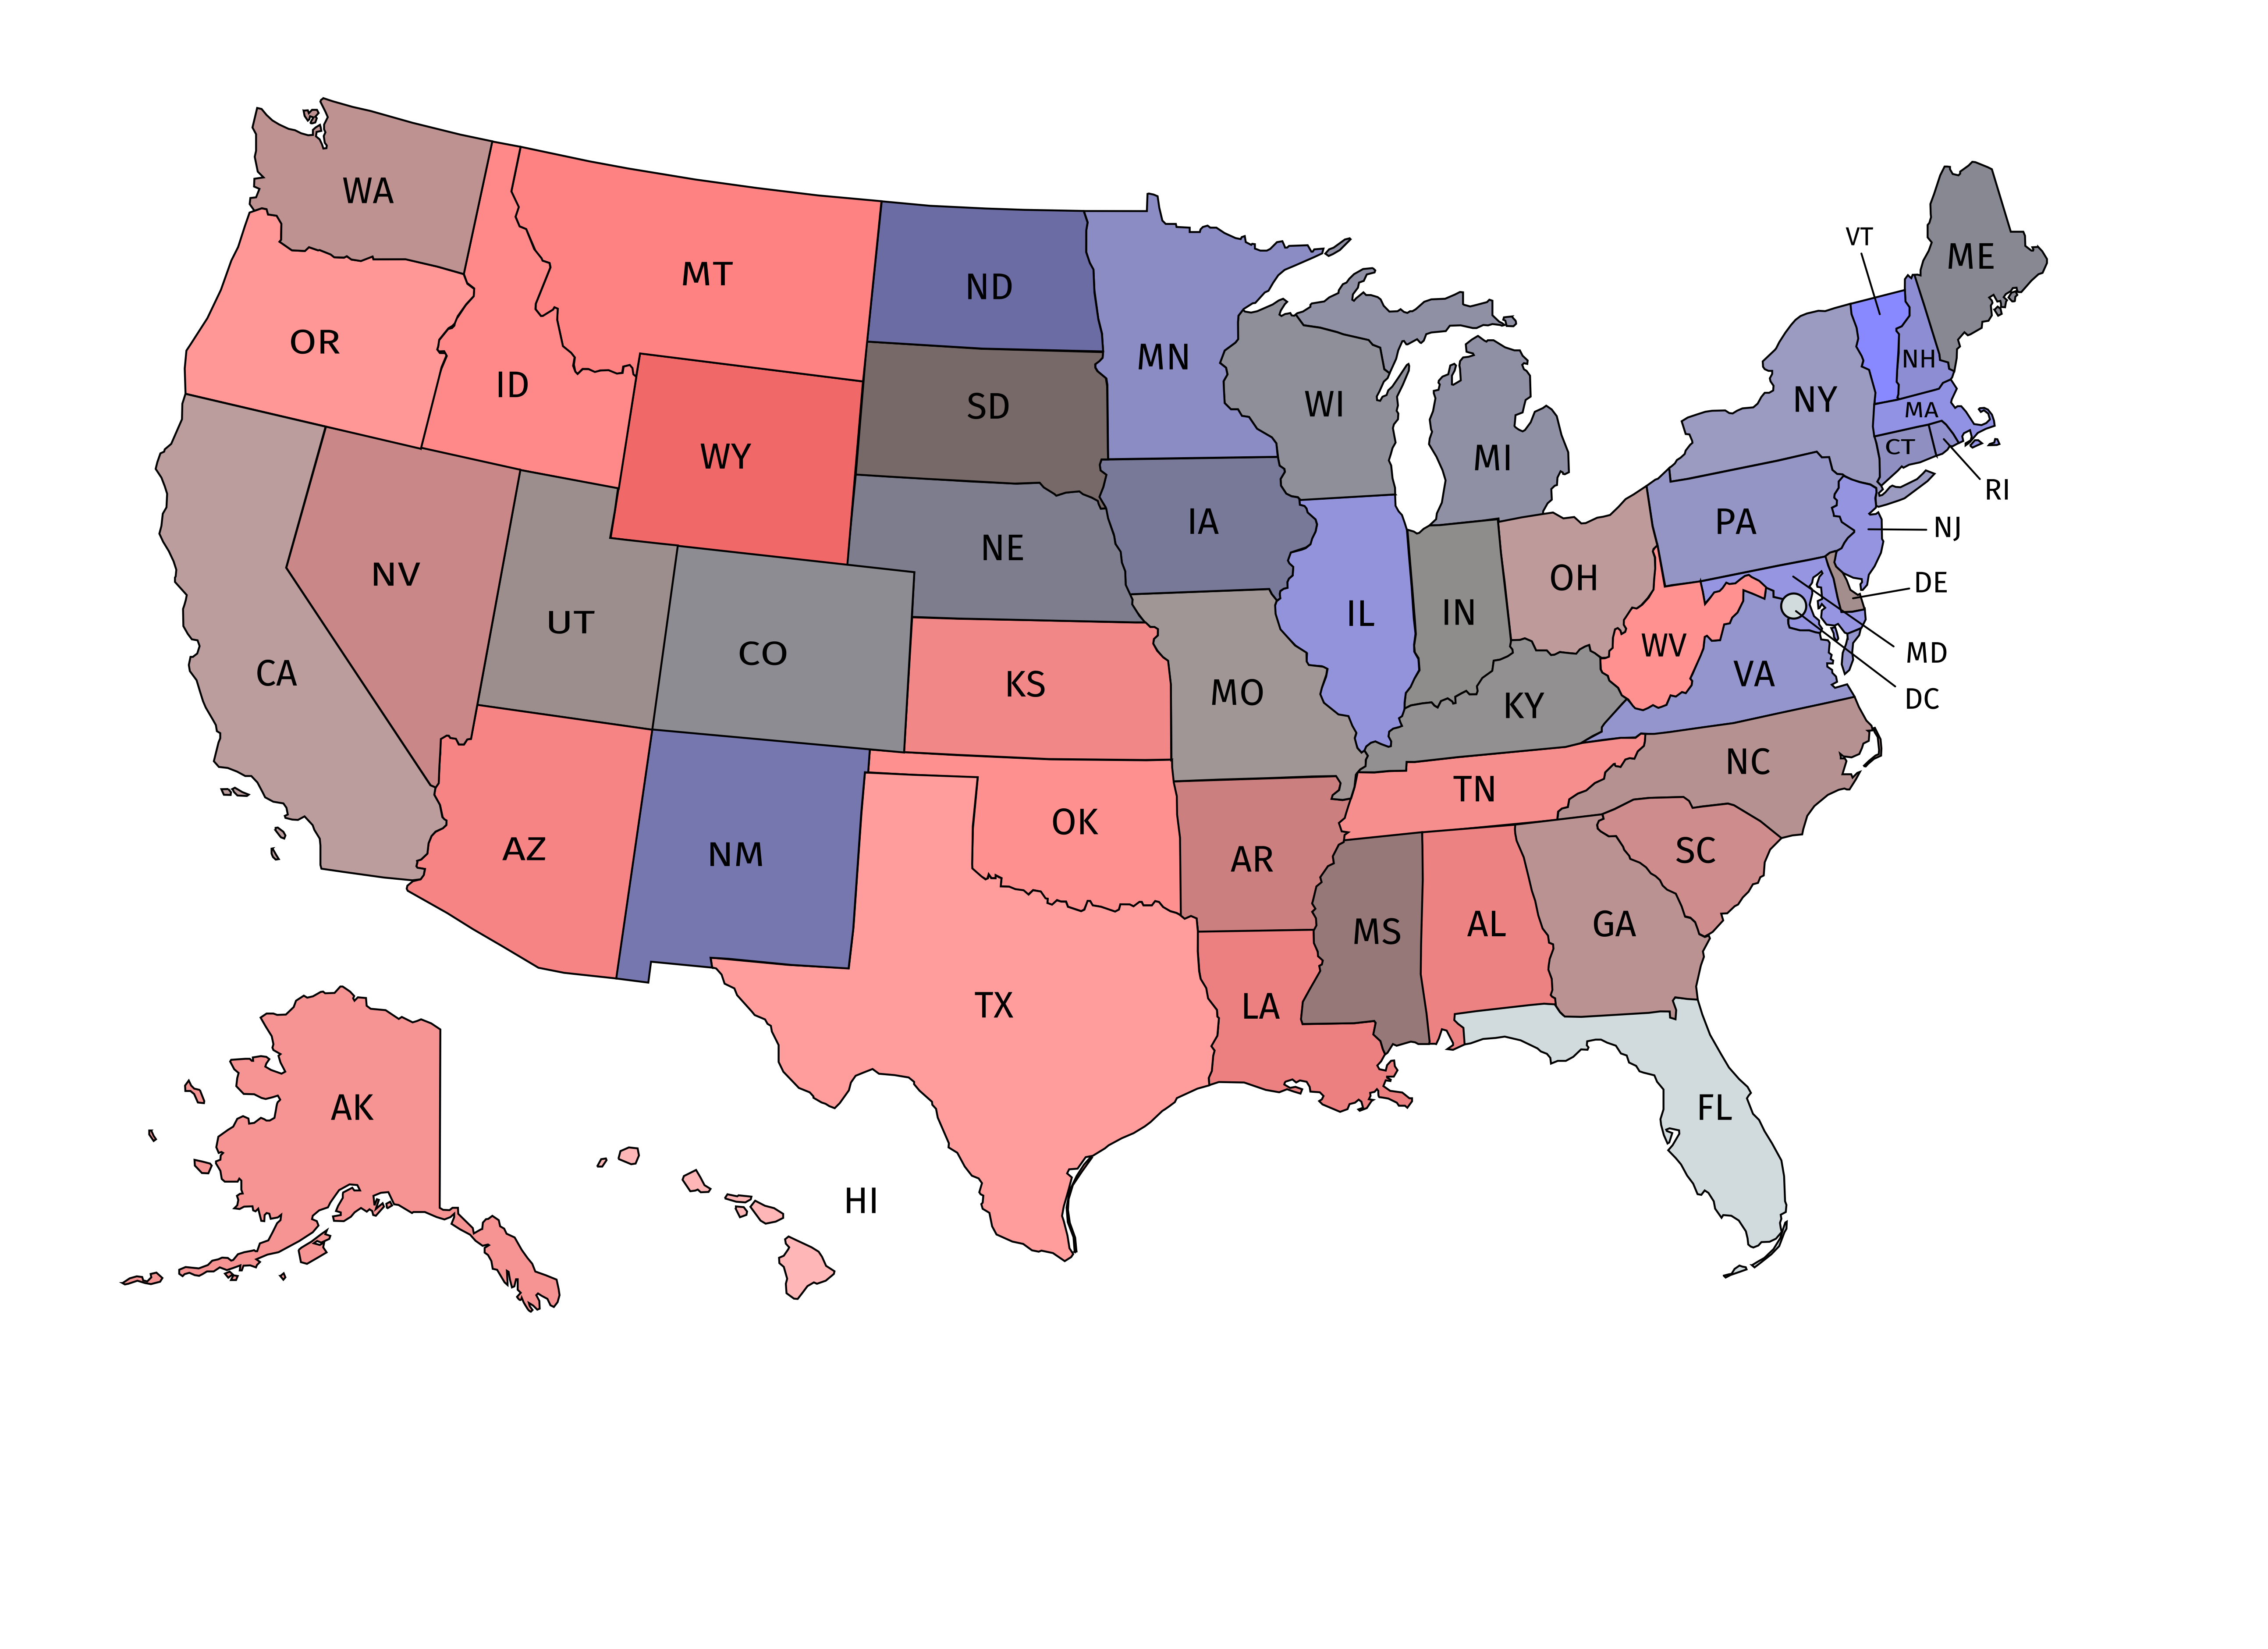 WA
MT
ND
MN
VT
ME
OR
ID
SD
WI
NH
NY
MA
WY
MI
CT
RI
IA
PA
NJ
NE
NV
OH
DE
UT
IL
IN
CO
WV
MD
CA
KS
MO
KY
VA
DC
NC
TN
OK
AZ
NM
AR
SC
MS
AL
GA
TX
LA
AK
FL
HI